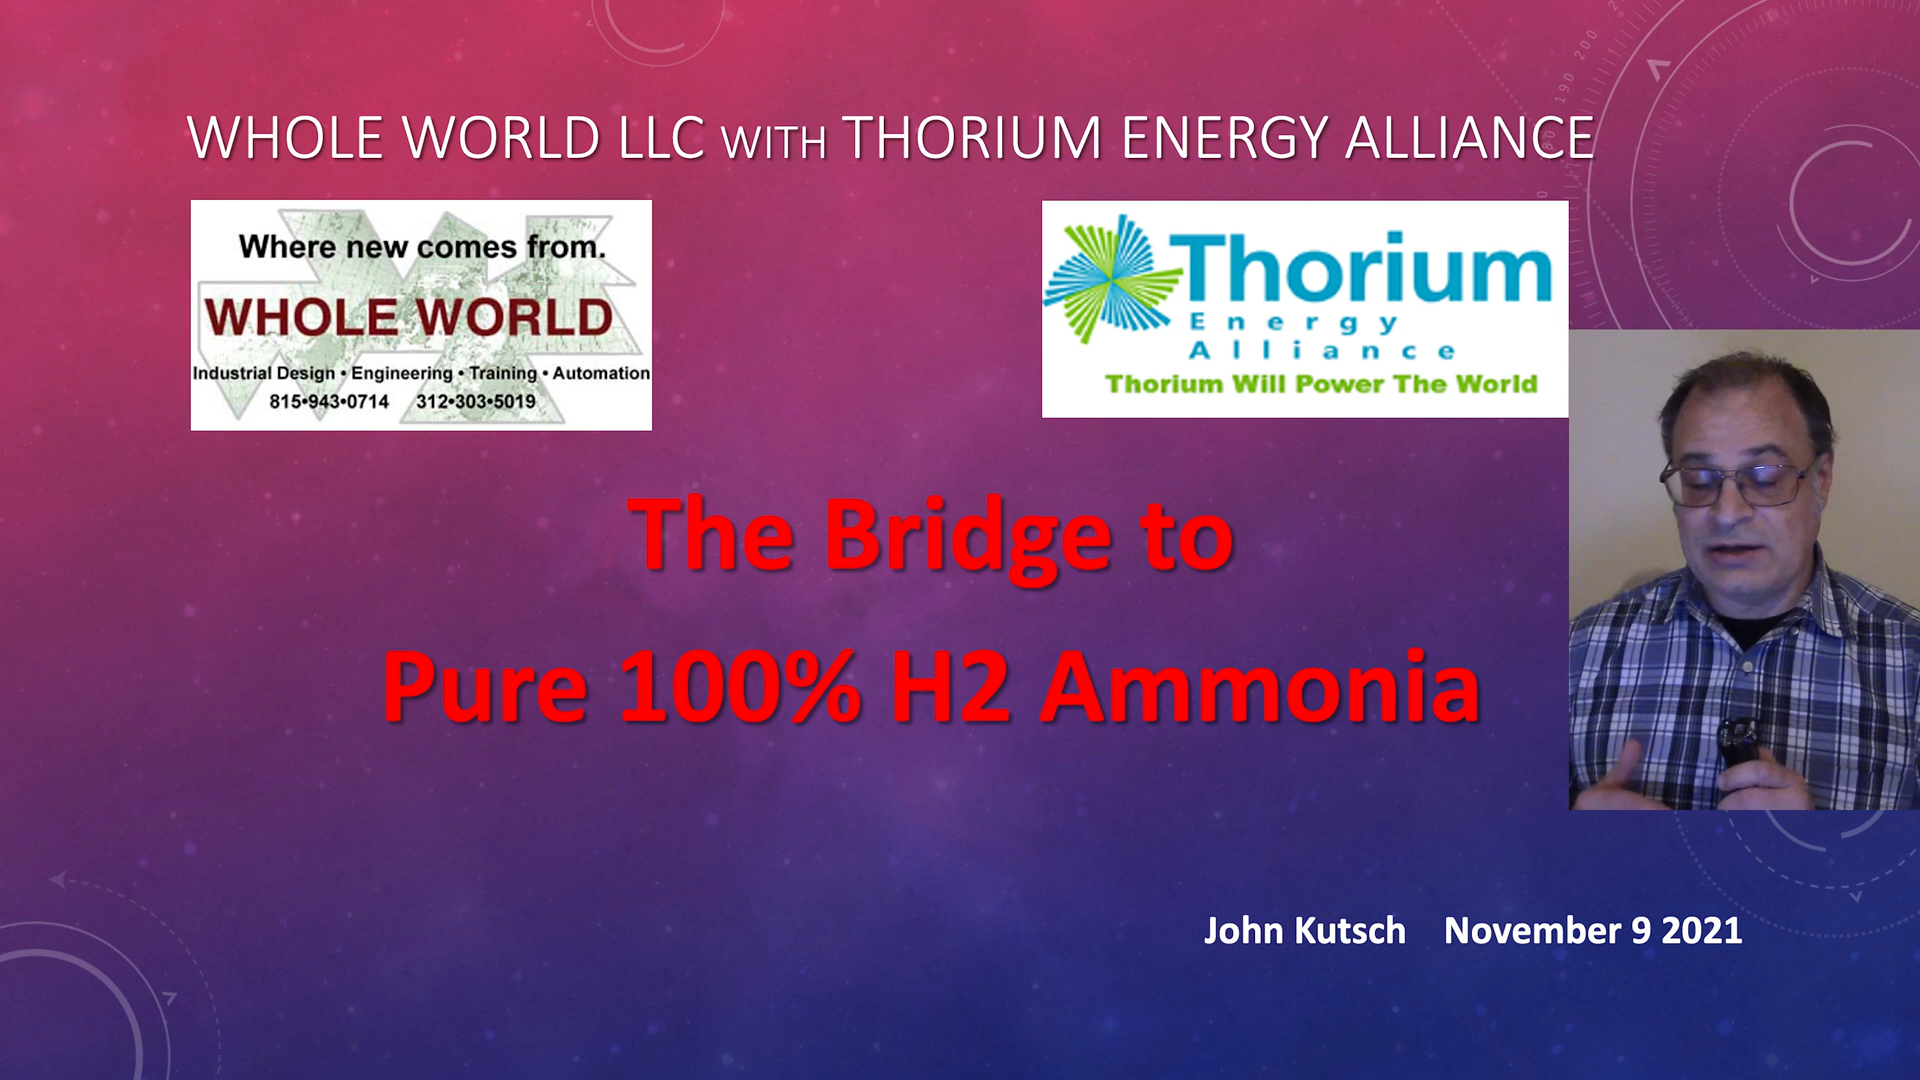 WHOLE WORLD LLC WITH THORIUM ENERGY ALLIANCE
Where new comes from.
WHOLE WORLD
Industrial Design • Engineering • Training • Automation
815•943•0714 312•303•5019
Thorium
Energy
Alliance
Thorium Will Power The World
The Bridge to
Pure 100% H2 Ammonia
John Kutsch November 9 2021
190 200